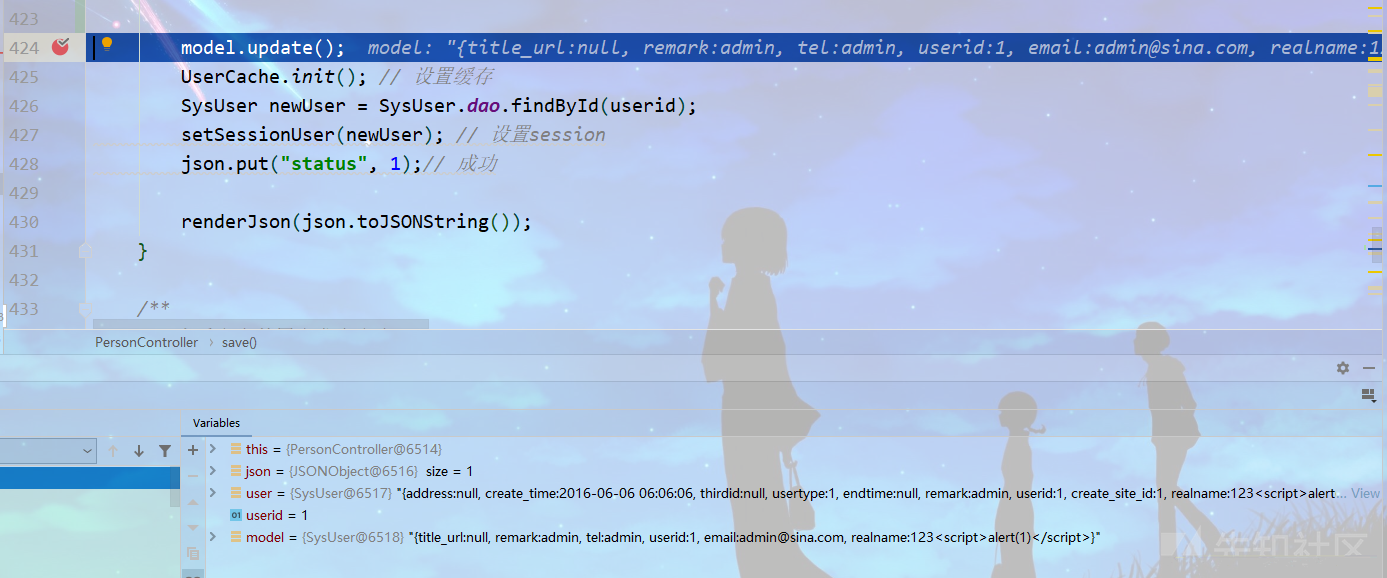 423
424 model.update(); model: "{title_url:null, remark:admin, tel:admin, userid:1, email:admin@sina.com, realname:1
425 UserCache.init(); // 设置缓存
426 SysUser newUser = SysUser.dao.findById(userid);
427 setSessionUser(newUser); // 设置session
428 json.put("status", 1);// 成功
429
430 renderJson(json.toJSONString());
431 }
432
433 /**
PersonController › save()
Variables
this = {PersonController@6514}
json = {JSONObject@6516} size = 1
user = {SysUser@6517} "{address:null, create_time:2016-06-06 06:06:06, thirdid:null, usertype:1, endtime:null, remark:admin, userid:1, create_site_id:1, realname:123<script>alert... View
01 userid = 1
model = {SysUser@6518} "{title_url:null, remark:admin, tel:admin, userid:1, email:admin@sina.com, realname:123<script>alert(1)</script>}"
先知社区